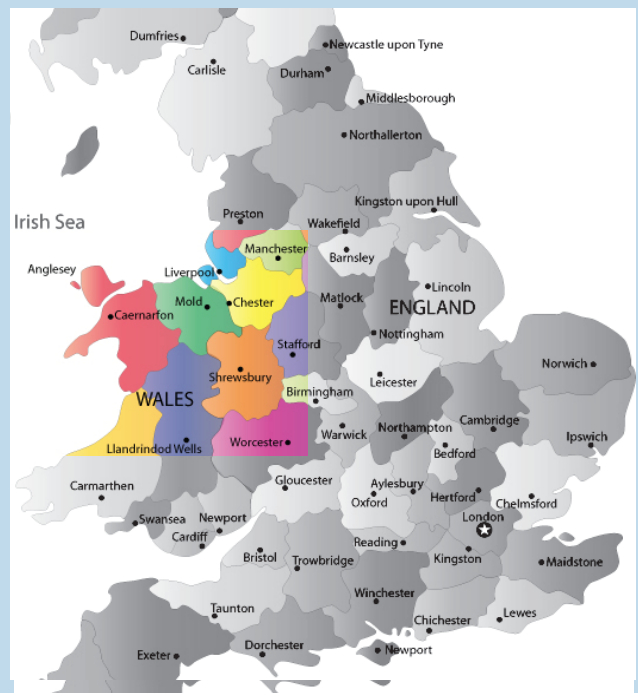 Dumfries
Newcastle upon Tyne
Carlisle
Durham
Middlesborough
Northallerton
Kingston upon Hull
Irish Sea
Preston
Wakefield
Manchester
Barnsley
Anglesey
Liverpool
Lincoln
Mold
Chester
Matlock
ENGLAND
Caernarfon
Nottingham
Stafford
Norwich
Shrewsbury
Leicester
Birmingham
WALES
Cambridge
Northampton
Warwick
Ipswich
Llandrindod Wells
Worcester
Bedford
Gloucester
Aylesbury
Carmarthen
Hertford
Oxford
Chelmsford
Swansea
Newport
London
Cardiff
Reading
Bristol
Kingston
Trowbridge
Maidstone
Winchester
Taunton
Chichester
Lewes
Dorchester
Exeter
Newport